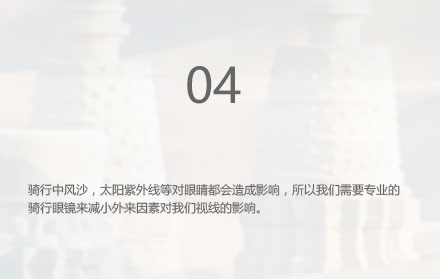 04
骑行中风沙，太阳紫外线等对眼睛都会造成影响，所以我们需要专业的
骑行眼镜来减小外来因素对我们视线的影响。